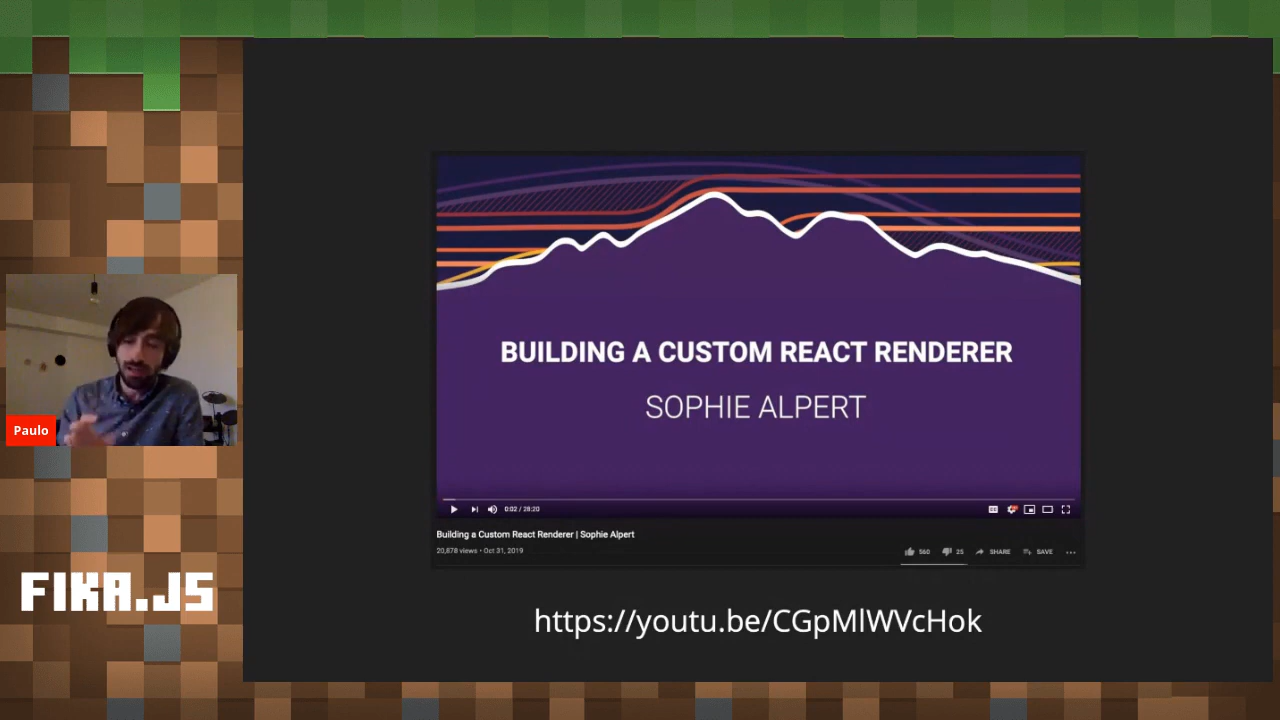 BUILDING A CUSTOM REACT RENDERER
SOPHIE ALPERT
0:02 / 28:20
Building a Custom React Renderer | Sophie Alpert
20,878 views • Oct 31, 2019
560
25
SHARE
SAVE
https://youtu.be/CGpMlWVcHok
Paulo
FIKA.JS